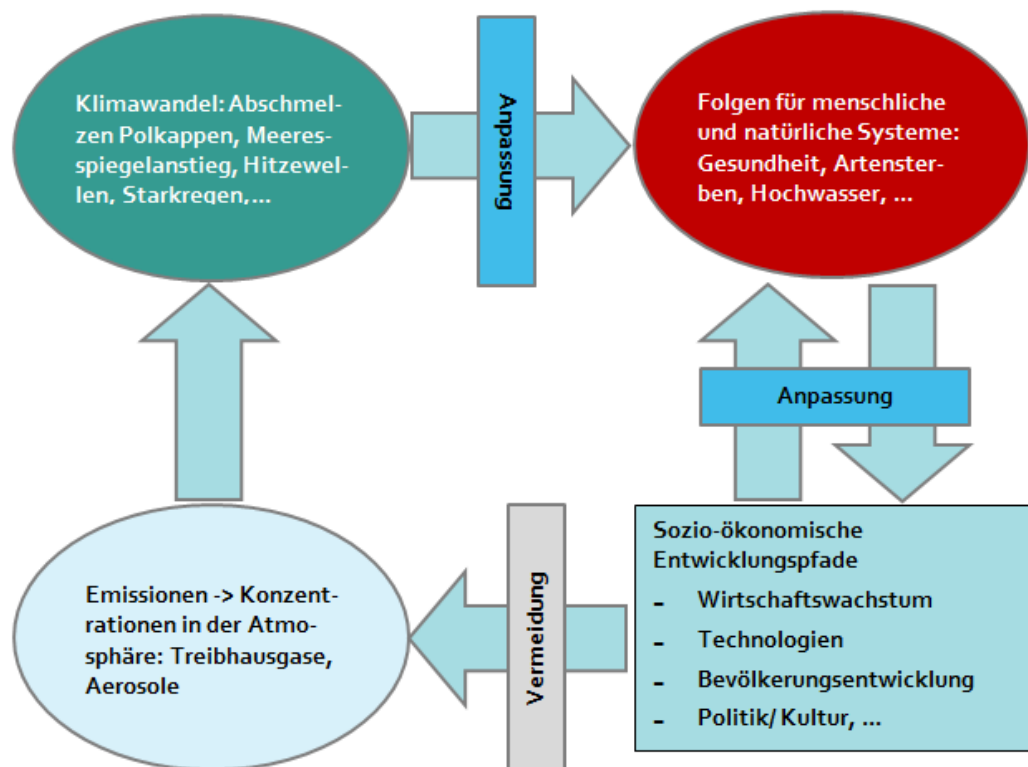 Klimawandel: Abschmel-
zen Polkappen, Meeres-
spiegelanstieg, Hitzewel-
len, Starkregen,...
Anpassung
Folgen für menschliche
und natürliche Systeme:
Gesundheit, Artenster-
ben, Hochwasser, ...
Anpassung
Emissionen -> Konzent-
rationen in der Atmo-
sphäre: Treibhausgase,
Aerosole
Vermeidung
Sozio-ökonomische
Entwicklungspfade
- Wirtschaftswachstum
- Technologien
- Bevölkerungsentwicklung
- Politik/ Kultur, ...